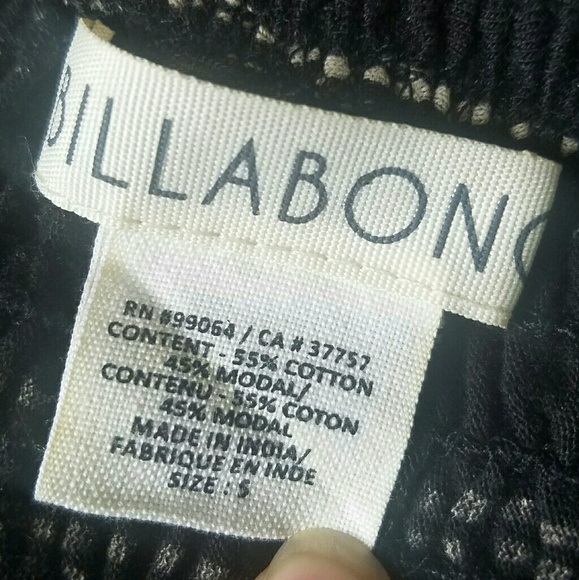 BILLABONG
RN #99064 / CA # 37757
CONTENT - 55% COTTON
45% MODAL/
CONTENU - 55% COTON
45% MODAL
MADE IN INDIA/
FABRIQUE EN INDE
SIZE : S